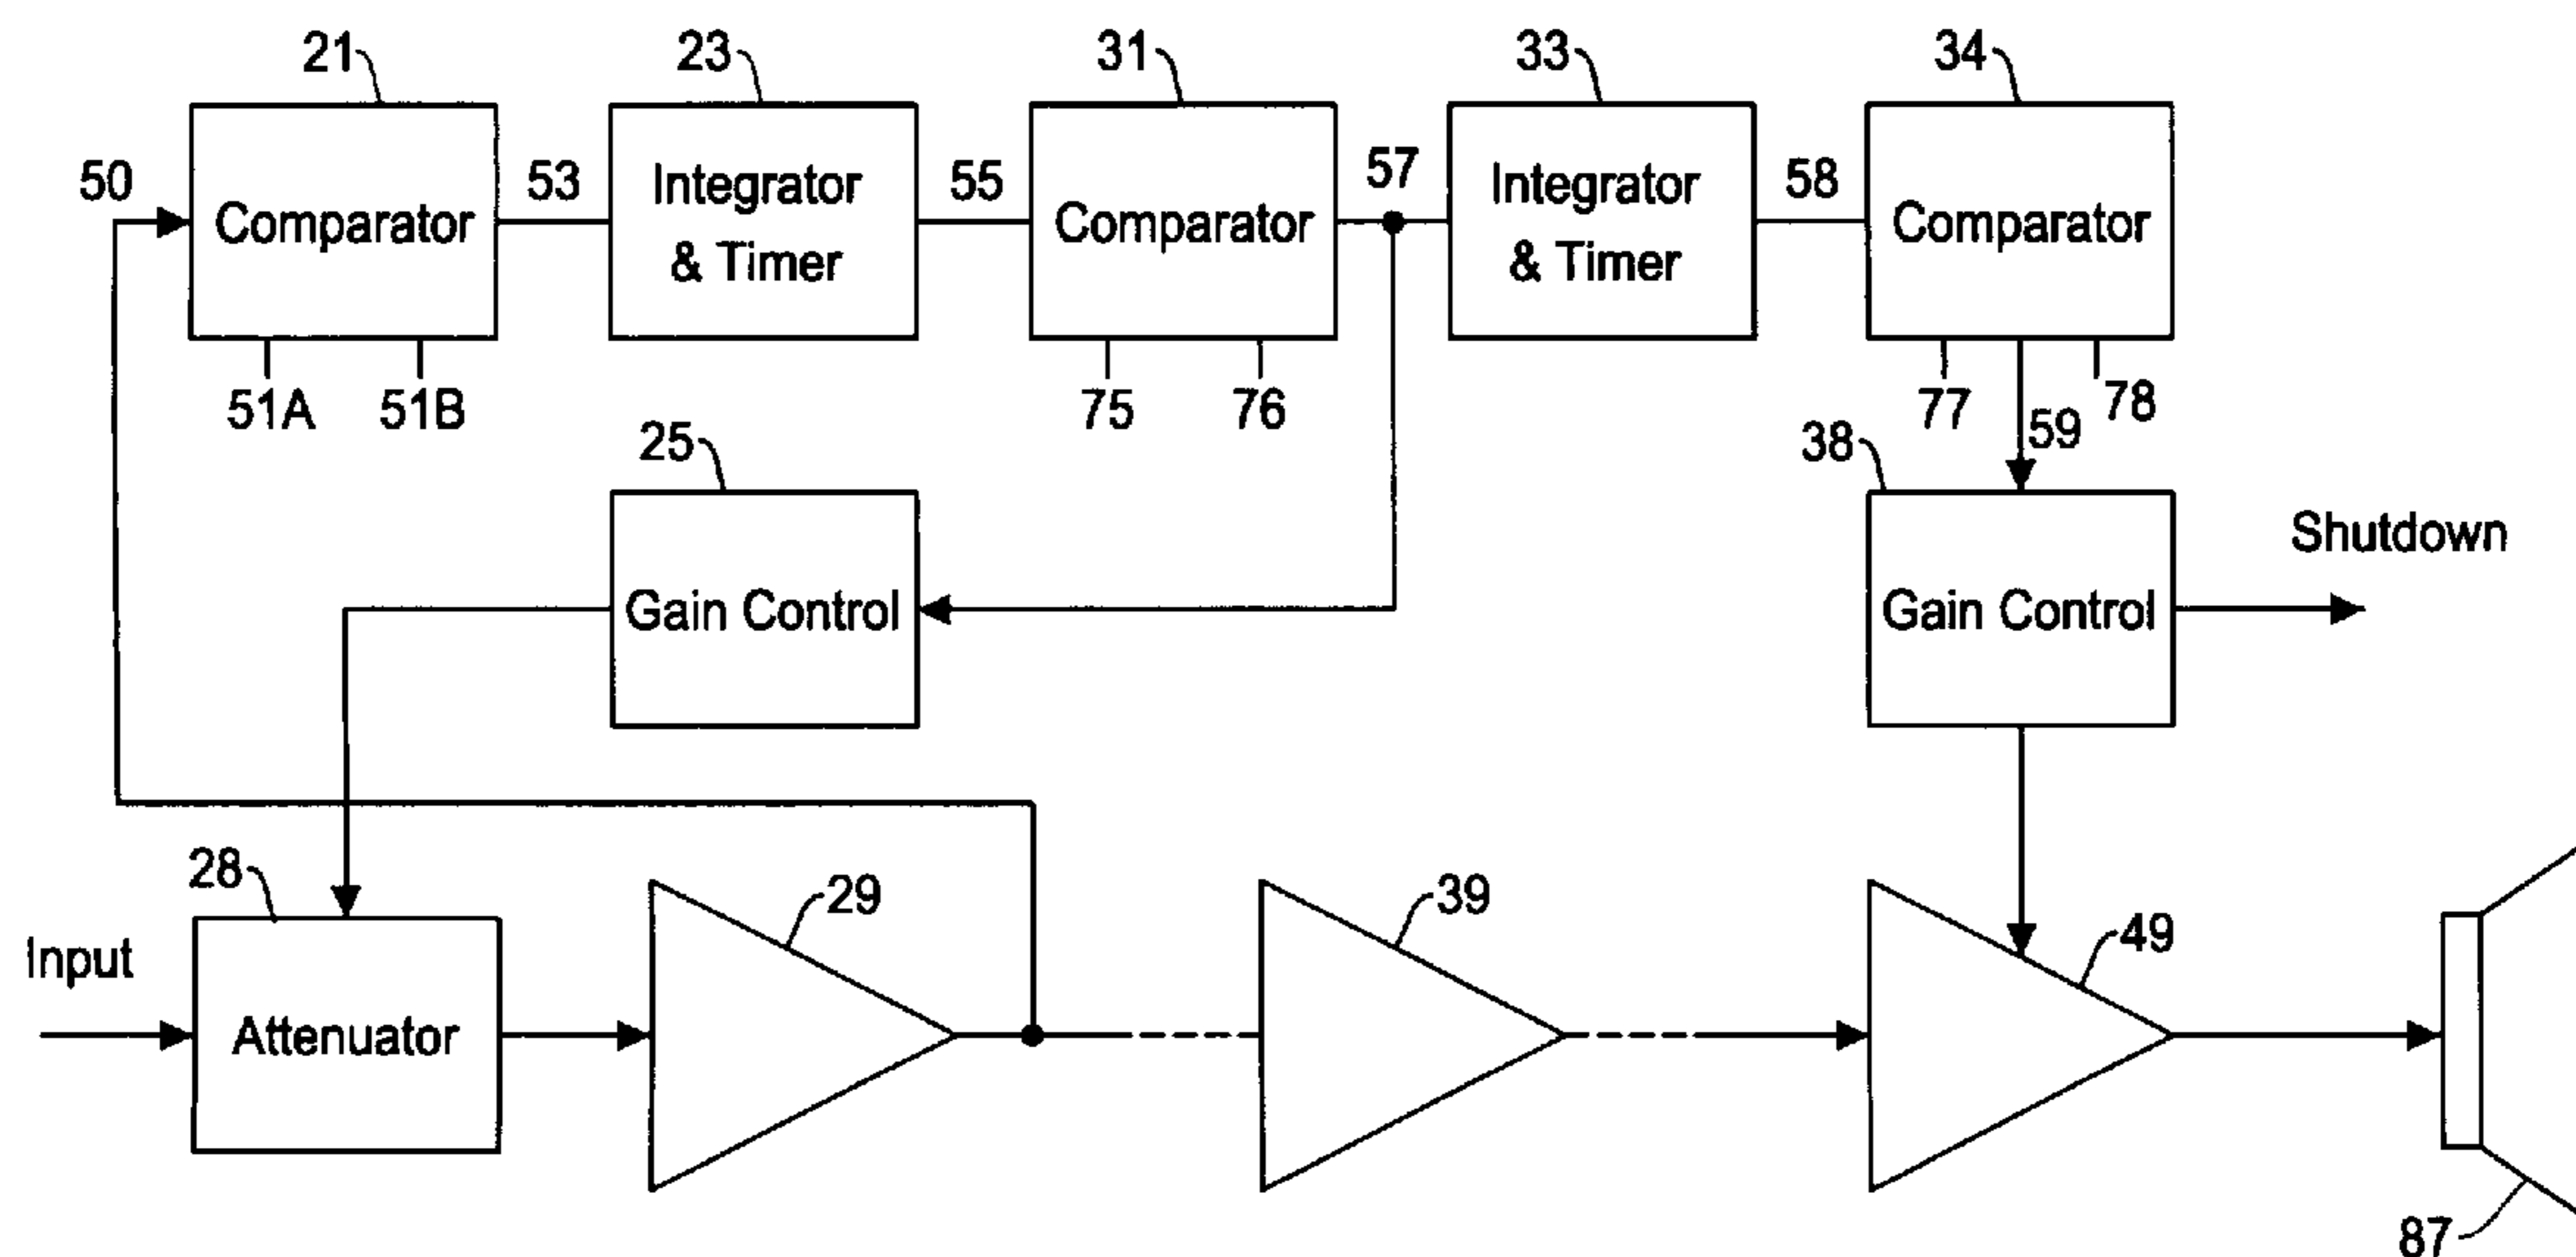 21
23
31
33
34
50
Comparator
53
Integrator
& Timer
55
Comparator
57
Integrator
& Timer
58
Comparator
51A
51B
75
76
77
59
78
25
Gain Control
38
Gain Control
Shutdown
28
29
39
49
Input
Attenuator
87